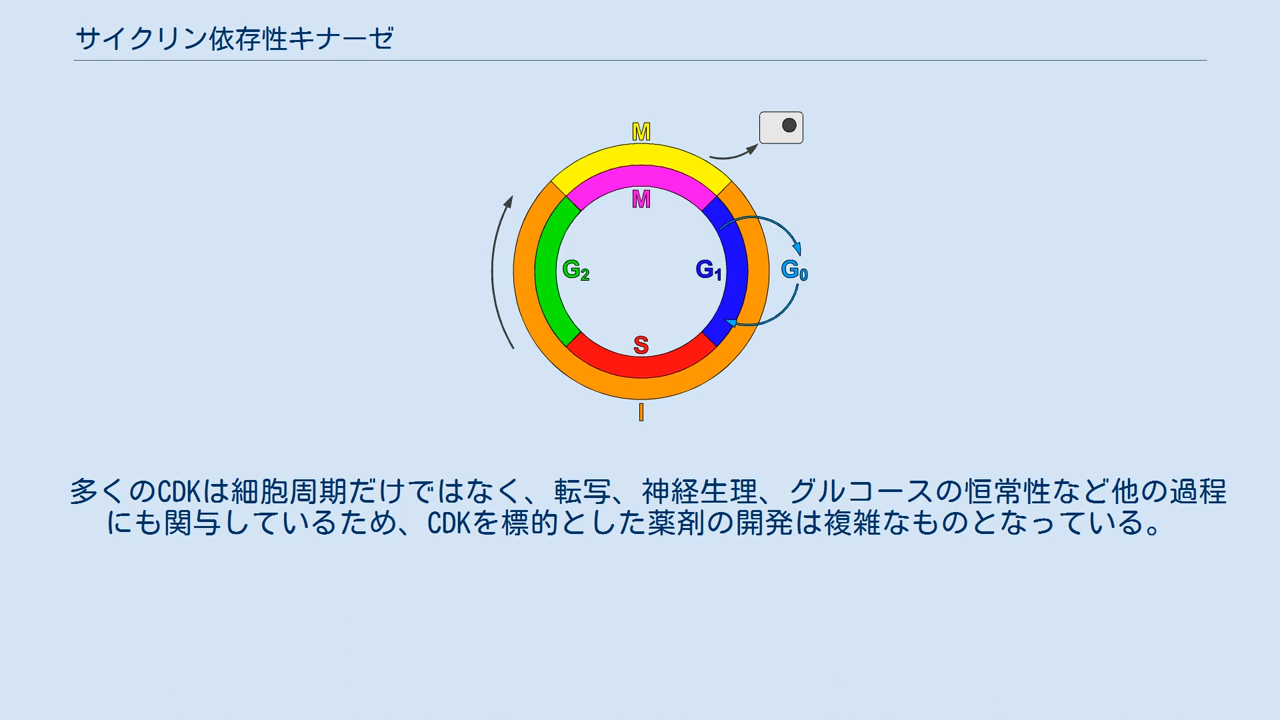 サイクリン依存性キナーゼ
M
M
G2
G1
G0
S
I
多くのCDKは細胞周期だけではなく、転写、神経生理、グルコースの恒常性など他の過程
にも関与しているため、CDKを標的とした薬剤の開発は複雑なものとなっている。